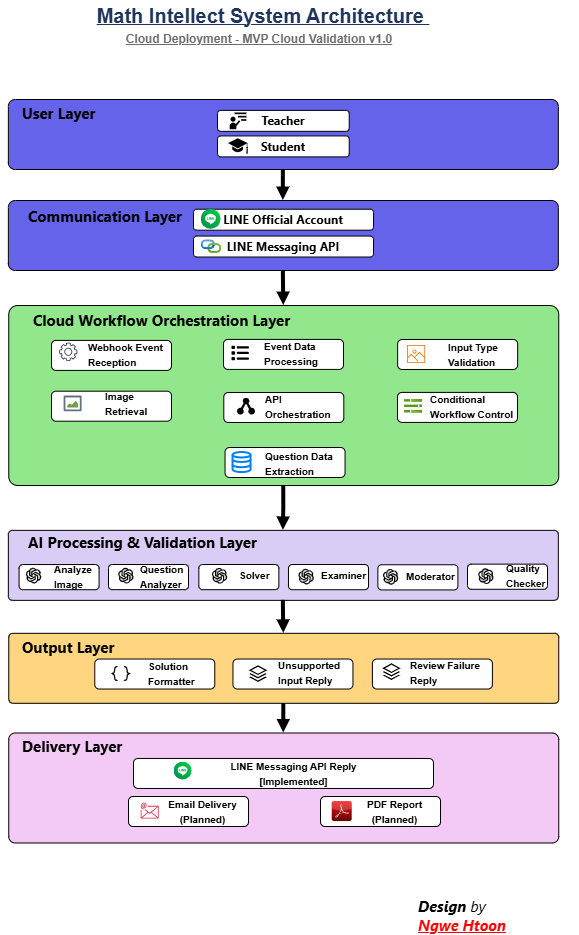 Math Intellect System Architecture
Cloud Deployment - MVP Cloud Validation v1.0
User Layer
Teacher
Student
Communication Layer
LINE Official Account
LINE Messaging API
Cloud Workflow Orchestration Layer
Webhook Event
Reception
Event Data
Processing
Input Type
Validation
Image
Retrieval
API
Orchestration
Conditional
Workflow Control
Question Data
Extraction
AI Processing & Validation Layer
Analyze
Image
Question
Analyzer
Solver
Examiner
Moderator
Quality
Checker
Output Layer
Solution
Formatter
Unsupported
Input Reply
Review Failure
Reply
Delivery Layer
LINE Messaging API Reply
[Implemented]
Email Delivery
(Planned)
PDF Report
(Planned)
Design by
Ngwe Htoon